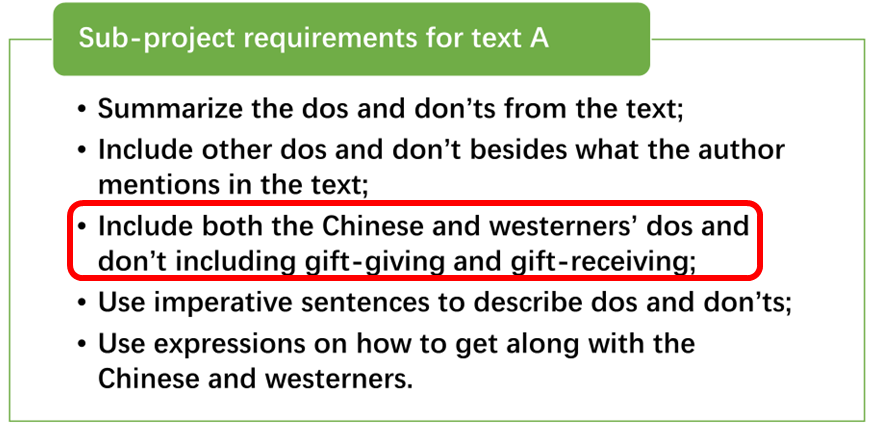 Sub-project requirements for text A
• Summarize the dos and don'ts from the text;
• Include other dos and don't besides what the author
mentions in the text;
• Include both the Chinese and westerners' dos and
don't including gift-giving and gift-receiving;
• Use imperative sentences to describe dos and don'ts;
• Use expressions on how to get along with the
Chinese and westerners.